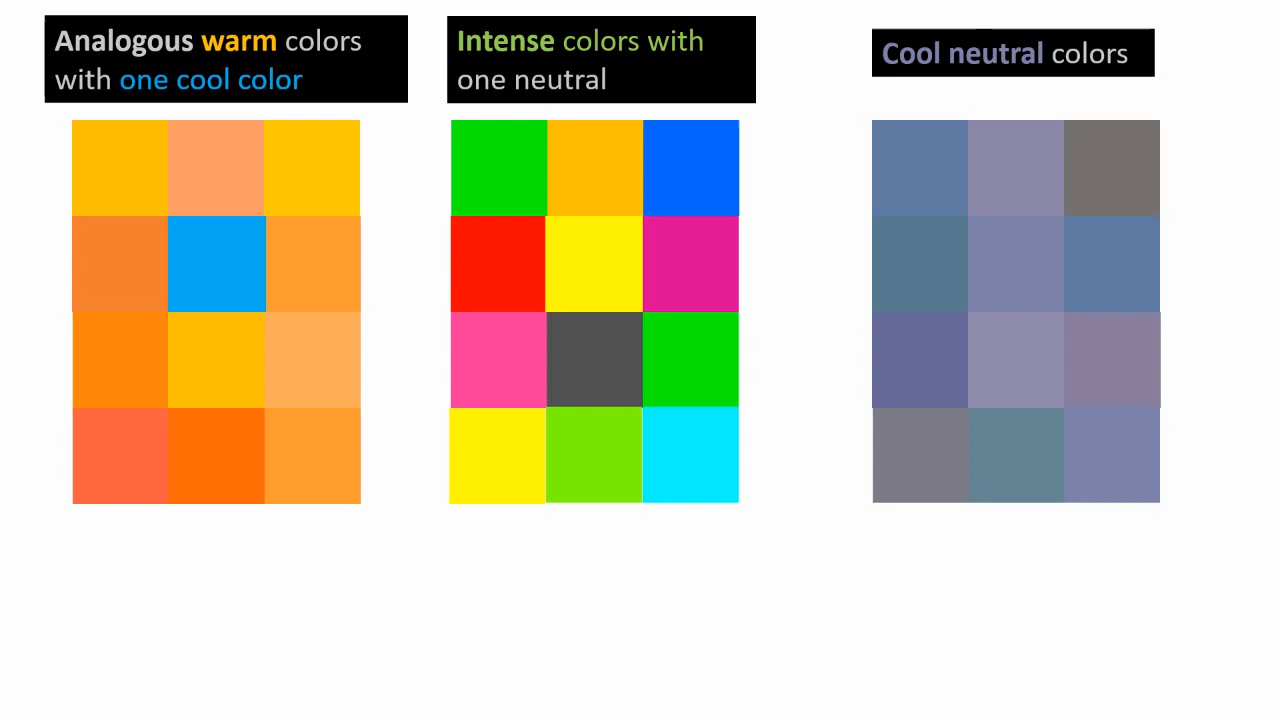 Analogous warm colors
with one cool color
Intense colors with
one neutral
Cool neutral colors